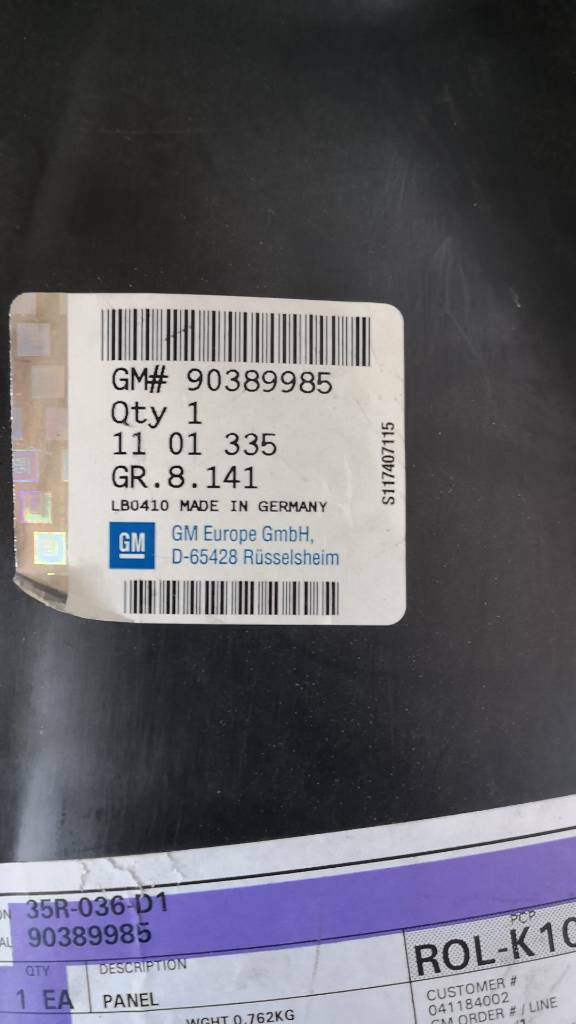 GM# 90389985
Qty 1
11 01 335
GR.8.141
LB0410 MADE IN GERMANY
GM
GM Europe GmbH,
D-65428 Rüsselsheim
S117407115
35R-036-D1
90389985
QTY
DESCRIPTION
1 EA
PANEL
WGHT 0.762KG
PCP
ROL-K10
CUSTOMER #
041184002
GM ORDER # / LINE